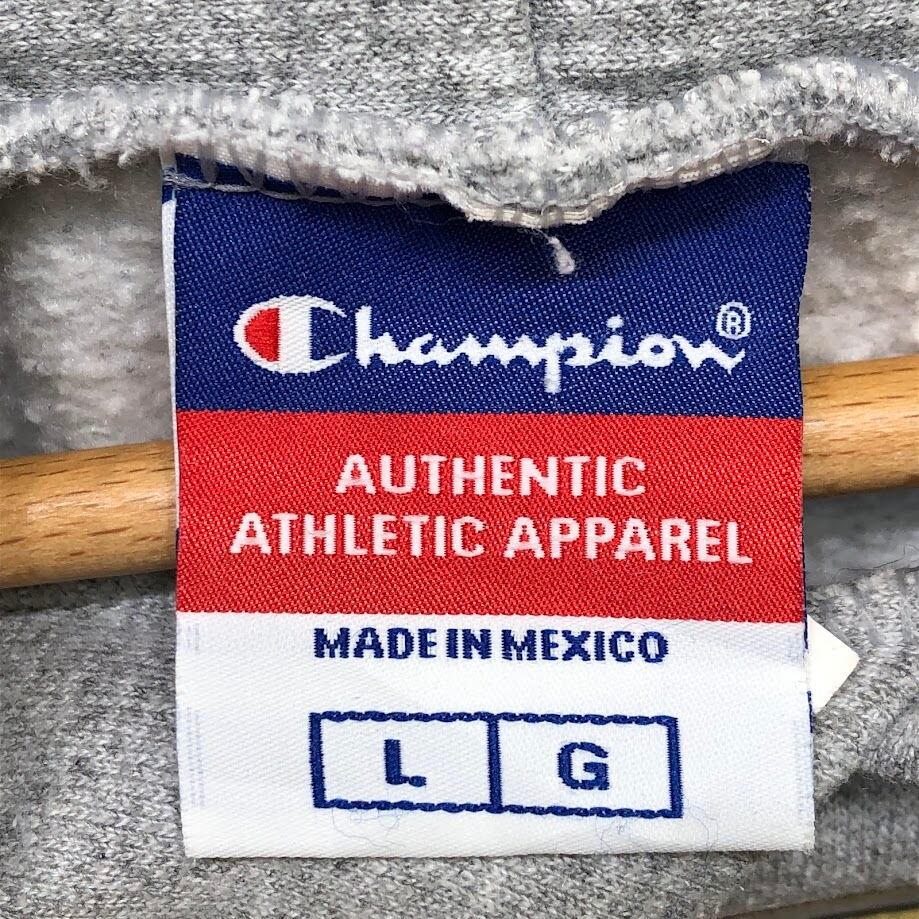 Champion®
AUTHENTIC
ATHLETIC APPAREL
MADE IN MEXICO
L G